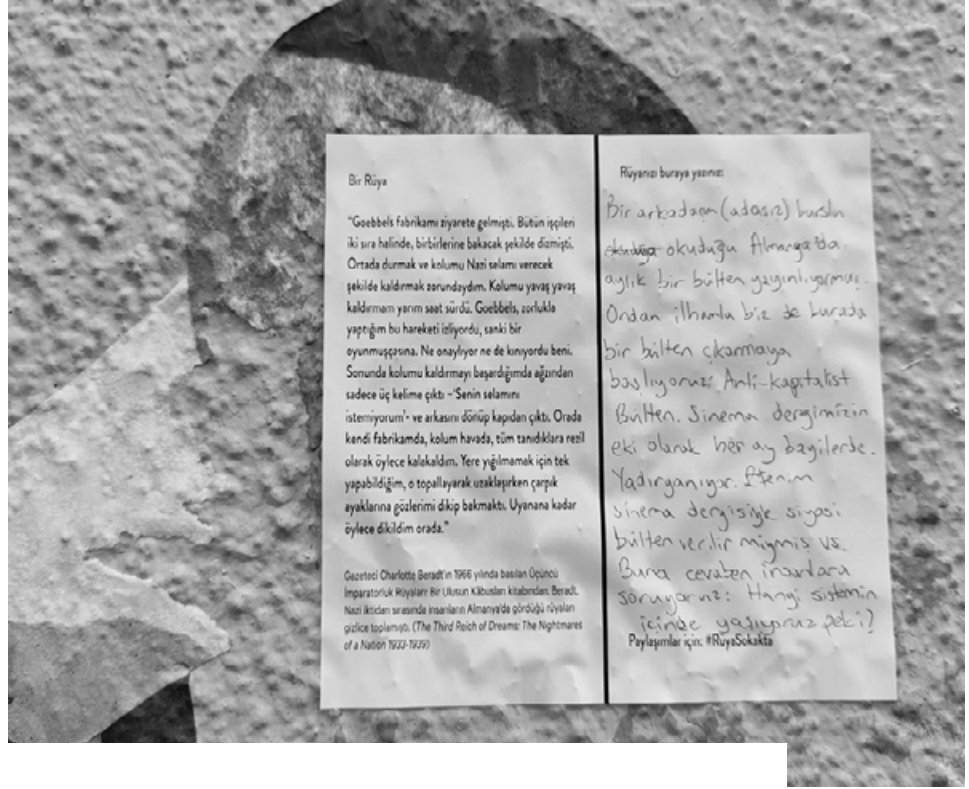 Bir Rüya
"Goebbels fabrikamı ziyarete gelmişti. Bütün işçileri
iki sıra halinde, birbirlerine bakacak şekilde dizmişti.
Ortada durmak ve kolumu Nazi selamı verecek
şekilde kaldırmak zorundaydım. Kolumu yavaş yavaş
kaldırmam yarım saat sürdü. Goebbels, zorlukla
yaptığım bu hareketi izliyordu, sanki bir
oyunmuşçasına. Ne onaylıyor ne de kınıyordu beni.
Sonunda kolumu kaldırmayı başardığımda ağzından
sadece üç kelime çıktı –'Senin selamını
istemiyorum'- ve arkasını dönüp kapıdan çıktı. Orada
kendi fabrikamda, kolum havada, tüm tanıdıklara rezil
olarak öylece kalakaldım. Yere yığılmamak için tek
yapabildiğim, o topallayarak uzaklaşırken çarpık
ayaklarına gözlerimi dikip bakmaktı. Uyanana kadar
öylece dikildim orada."
Gazeteci Charlotte Beradt'ın 1966 yılında basılan Üçüncü
İmparatorluk Rüyaları: Bir Ulusun Kâbusları kitabından. Beradt,
Nazi iktidarı sırasında insanların Almanya'da gördüğü rüyaları
gizlice toplamıştı. (The Third Reich of Dreams: The Nightmares
of a Nation 1933-1939)
Rüyanızı buraya yazınız:
Bir arkadaşım (adasız) burslu
okuduğu Almanya'da
aylık bir bülten yayınlıyormuş.
Ondan ilhamla biz de burada
bir bülten çıkarmaya
başlıyoruz: Anti-kapitalist
Bülten. Sinema dergimizin
eki olarak her ay bayilerde.
Yadırganıyor.
sinema dergisiyle siyasi
bülten verilir miymiş vs.
Buna cevaben insanlara
soruyoruz: Hangi sistemin
içinde yaşıyoruz peki?
Paylaşımlar için: #RüyaSokakta